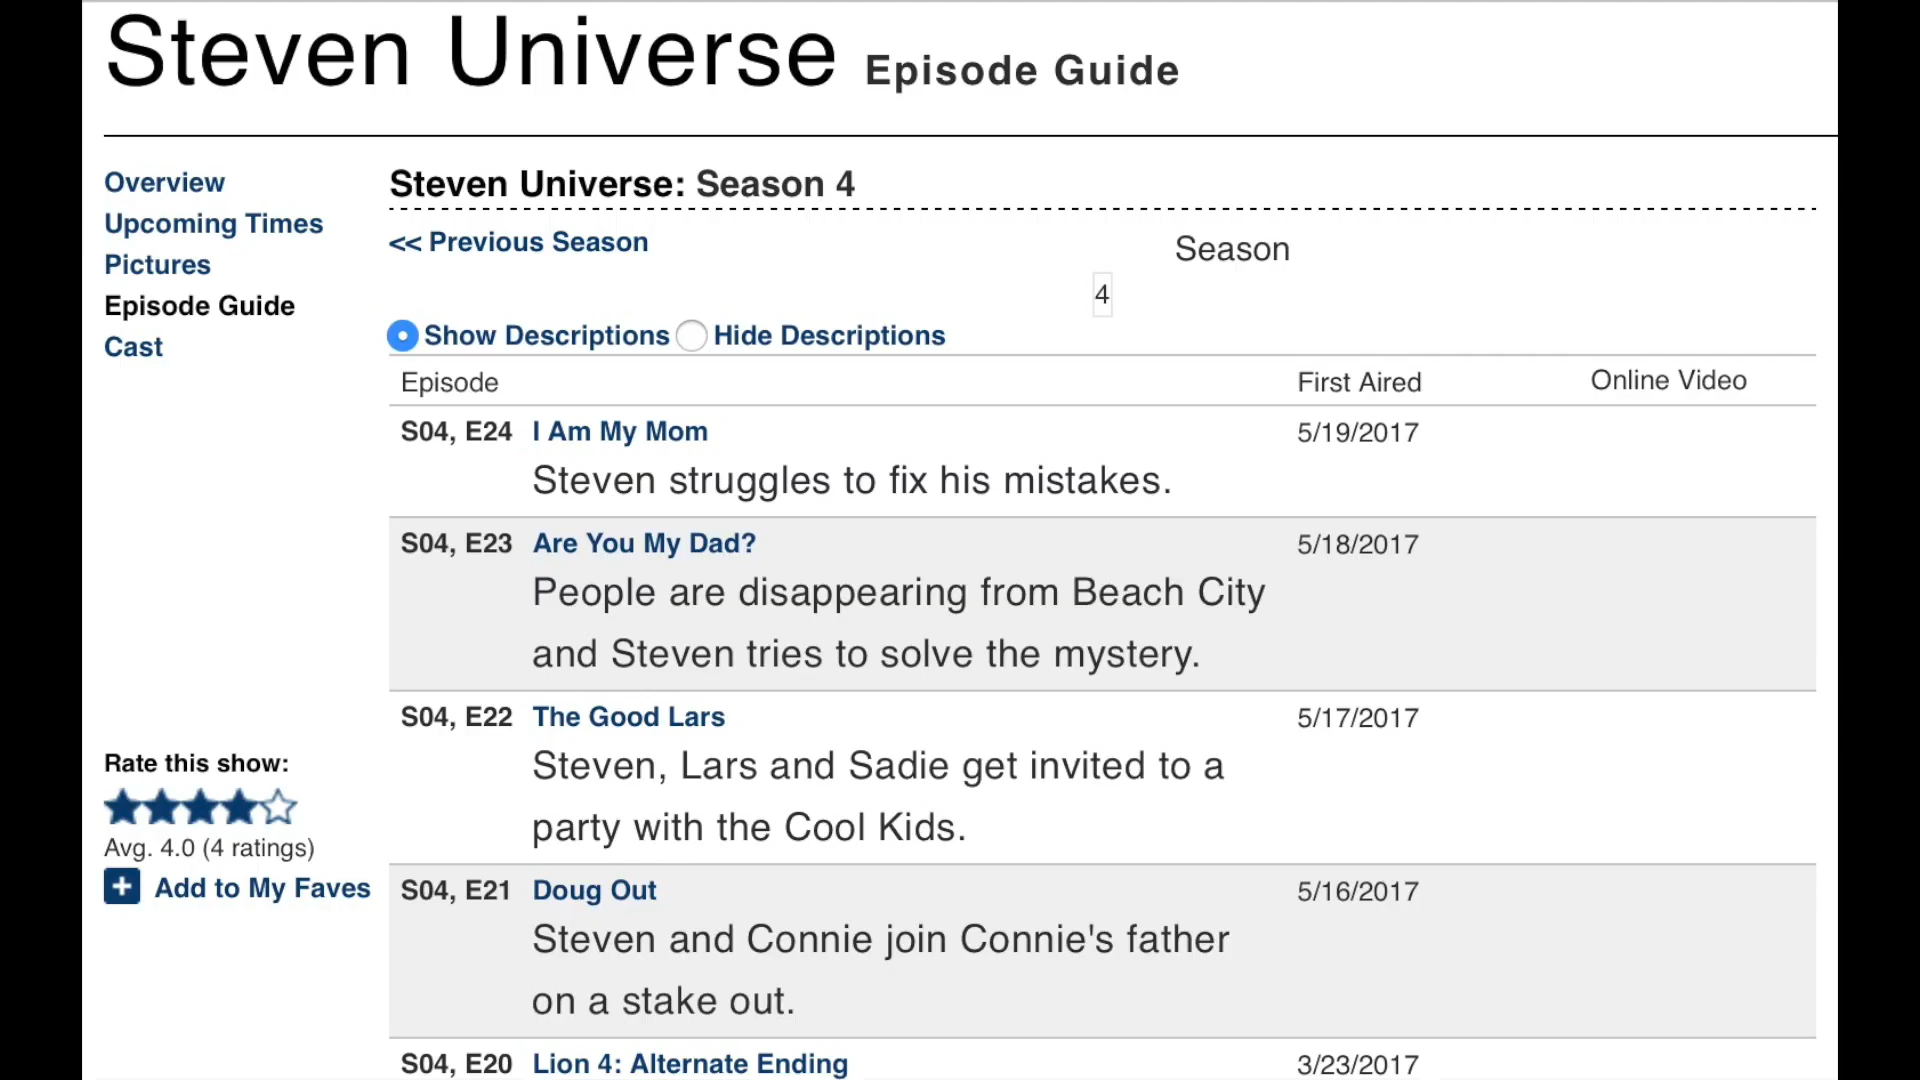 Steven Universe Episode Guide
Overview
Upcoming Times
Pictures
Episode Guide
Cast
Rate this show:
Avg. 4.0 (4 ratings)
+ Add to My Faves
Steven Universe: Season 4
<< Previous Season
Season
4
Show Descriptions Hide Descriptions
Episode First Aired Online Video
S04, E24 I Am My Mom 5/19/2017
Steven struggles to fix his mistakes.
S04, E23 Are You My Dad? 5/18/2017
People are disappearing from Beach City
and Steven tries to solve the mystery.
S04, E22 The Good Lars 5/17/2017
Steven, Lars and Sadie get invited to a
party with the Cool Kids.
S04, E21 Doug Out 5/16/2017
Steven and Connie join Connie's father
on a stake out.
S04, E20 Lion 4: Alternate Ending 3/23/2017